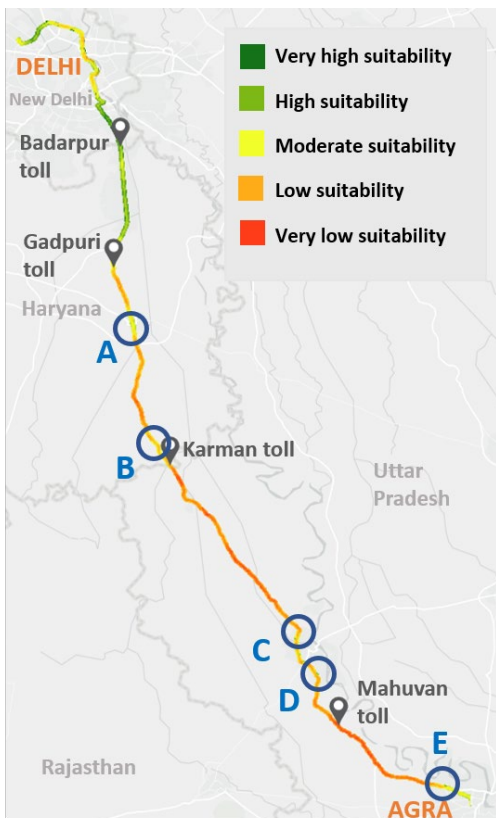 DELHI
New Delhi
Badarpur
toll
Very high suitability
High suitability
Moderate suitability
Low suitability
Very low suitability
Gadpuri
toll
Haryana
A
B
Karman toll
Uttar
Pradesh
C
D
Mahuvan
toll
E
Rajasthan
AGRA